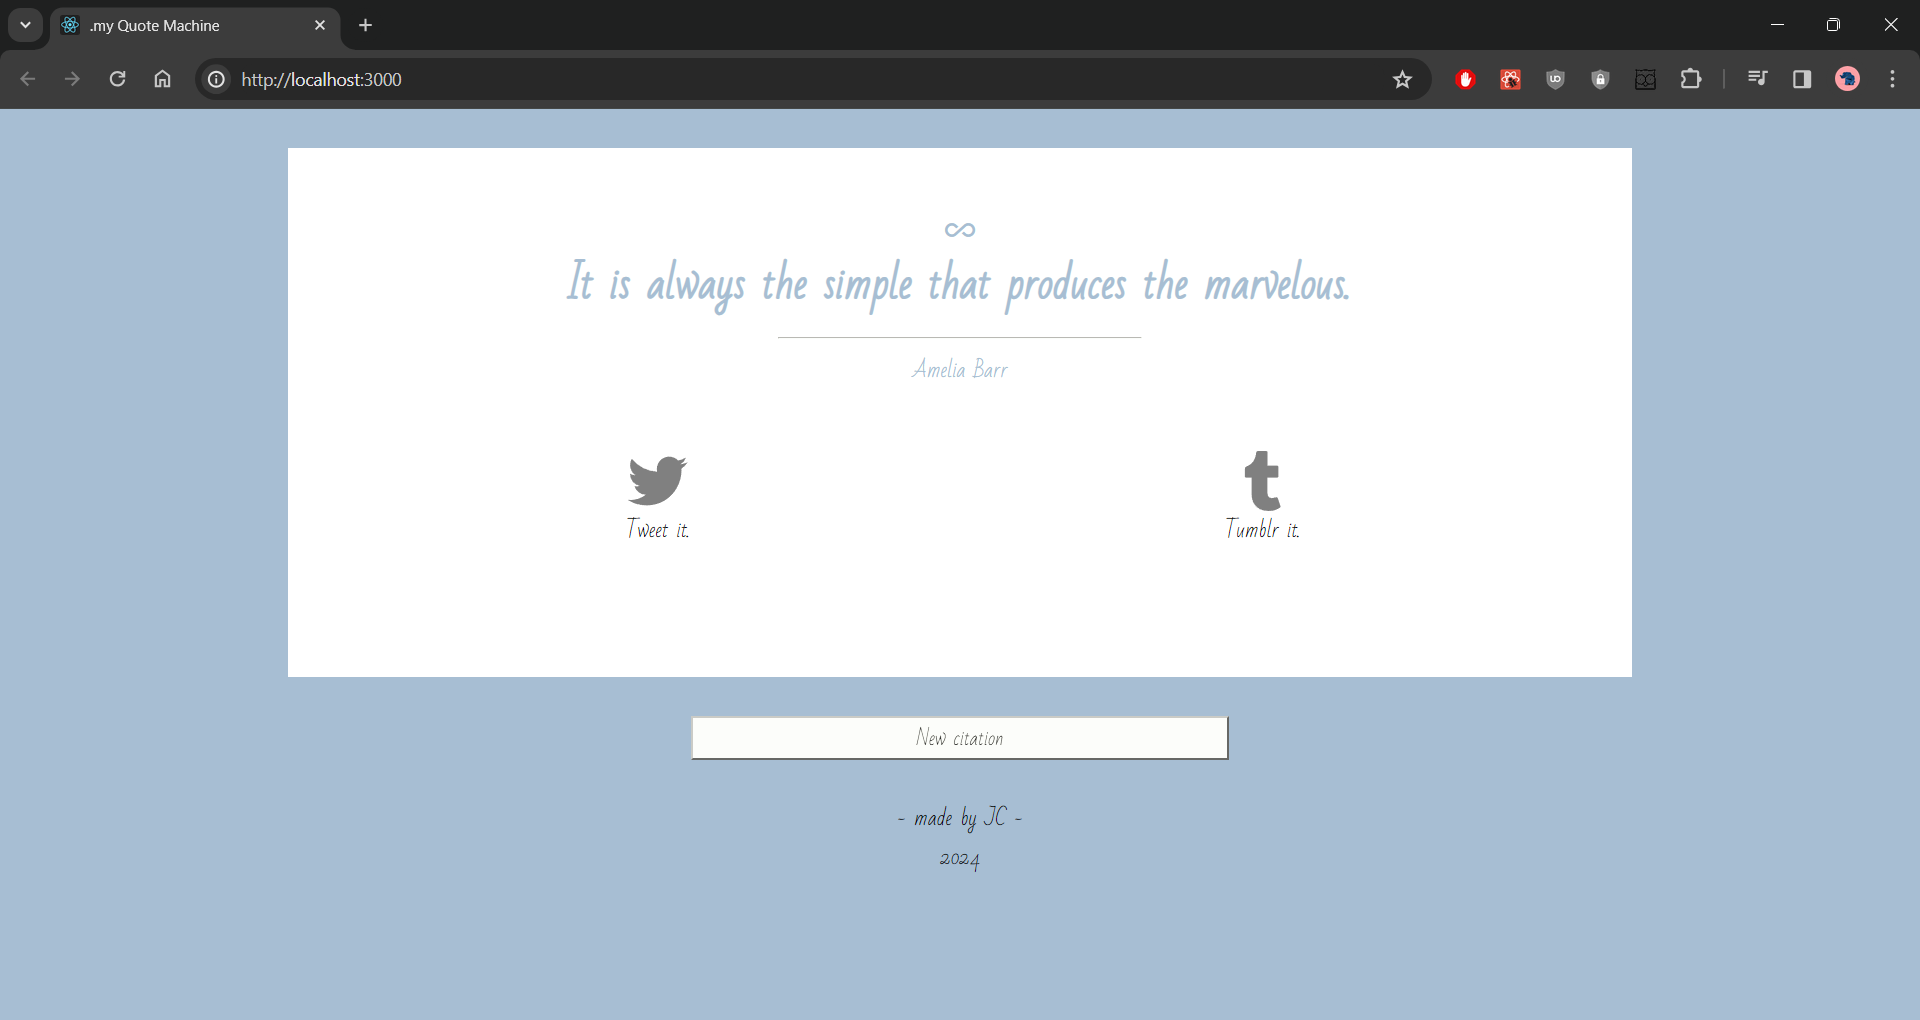 .my Quote Machine
http://localhost:3000
∞
It is always the simple that produces the marvelous.
Amelia Barr
Tweet it.
Tumblr it.
New citation
- made by JC -
2024